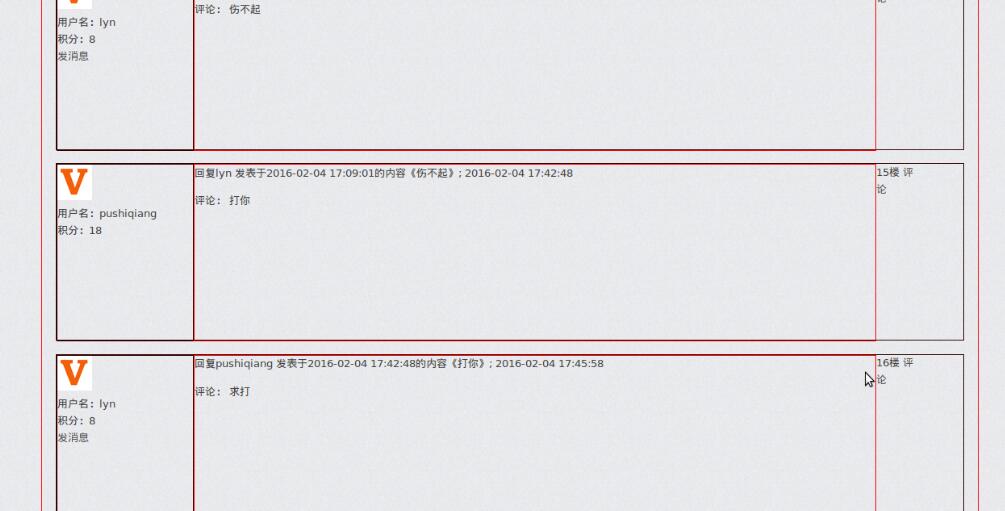 评论: 伤不起
用户名: lyn
积分: 8
发消息
V
回复lyn 发表于2016-02-04 17:09:01的内容《伤不起》; 2016-02-04 17:42:48
15楼 评
论
评论: 打你
用户名: pushiqiang
积分: 18
V
回复pushiqiang 发表于2016-02-04 17:42:48的内容《打你》; 2016-02-04 17:45:58
16楼 评
论
评论: 求打
用户名: lyn
积分: 8
发消息